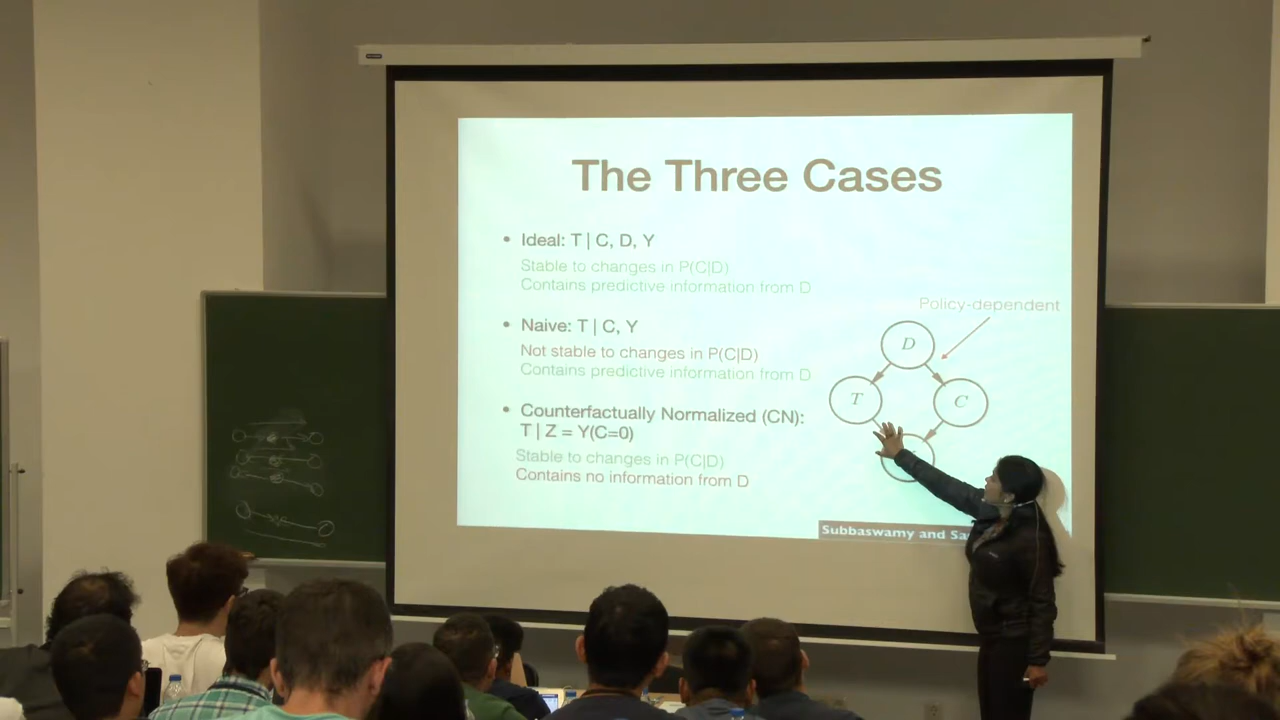 The Three Cases
• Ideal: T | C, D, Y
Stable to changes in P(C|D)
Contains predictive information from D
• Naive: T | C, Y
Not stable to changes in P(C|D)
Contains predictive information from D
• Counterfactually Normalized (CN):
T | Z = Y(C=0)
Stable to changes in P(C|D)
Contains no information from D
Policy-dependent
D
T
C
Subbaswamy and